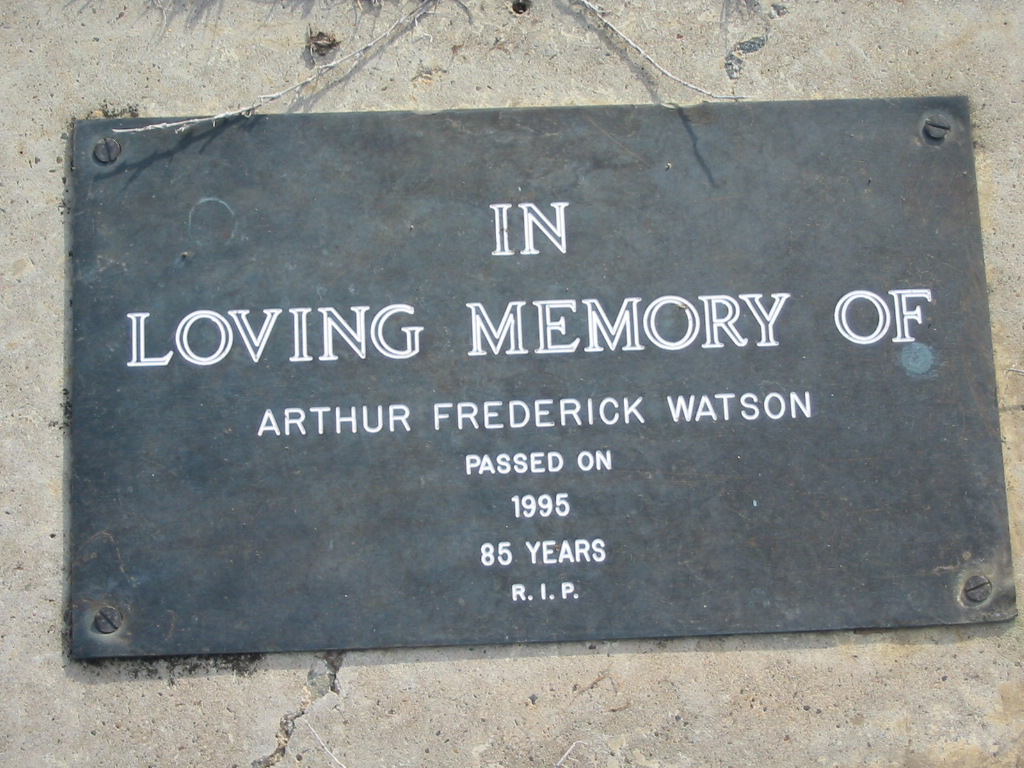 IN
LOVING MEMORY OF
ARTHUR FREDERICK WATSON
PASSED ON
1995
85 YEARS
R. I. P.